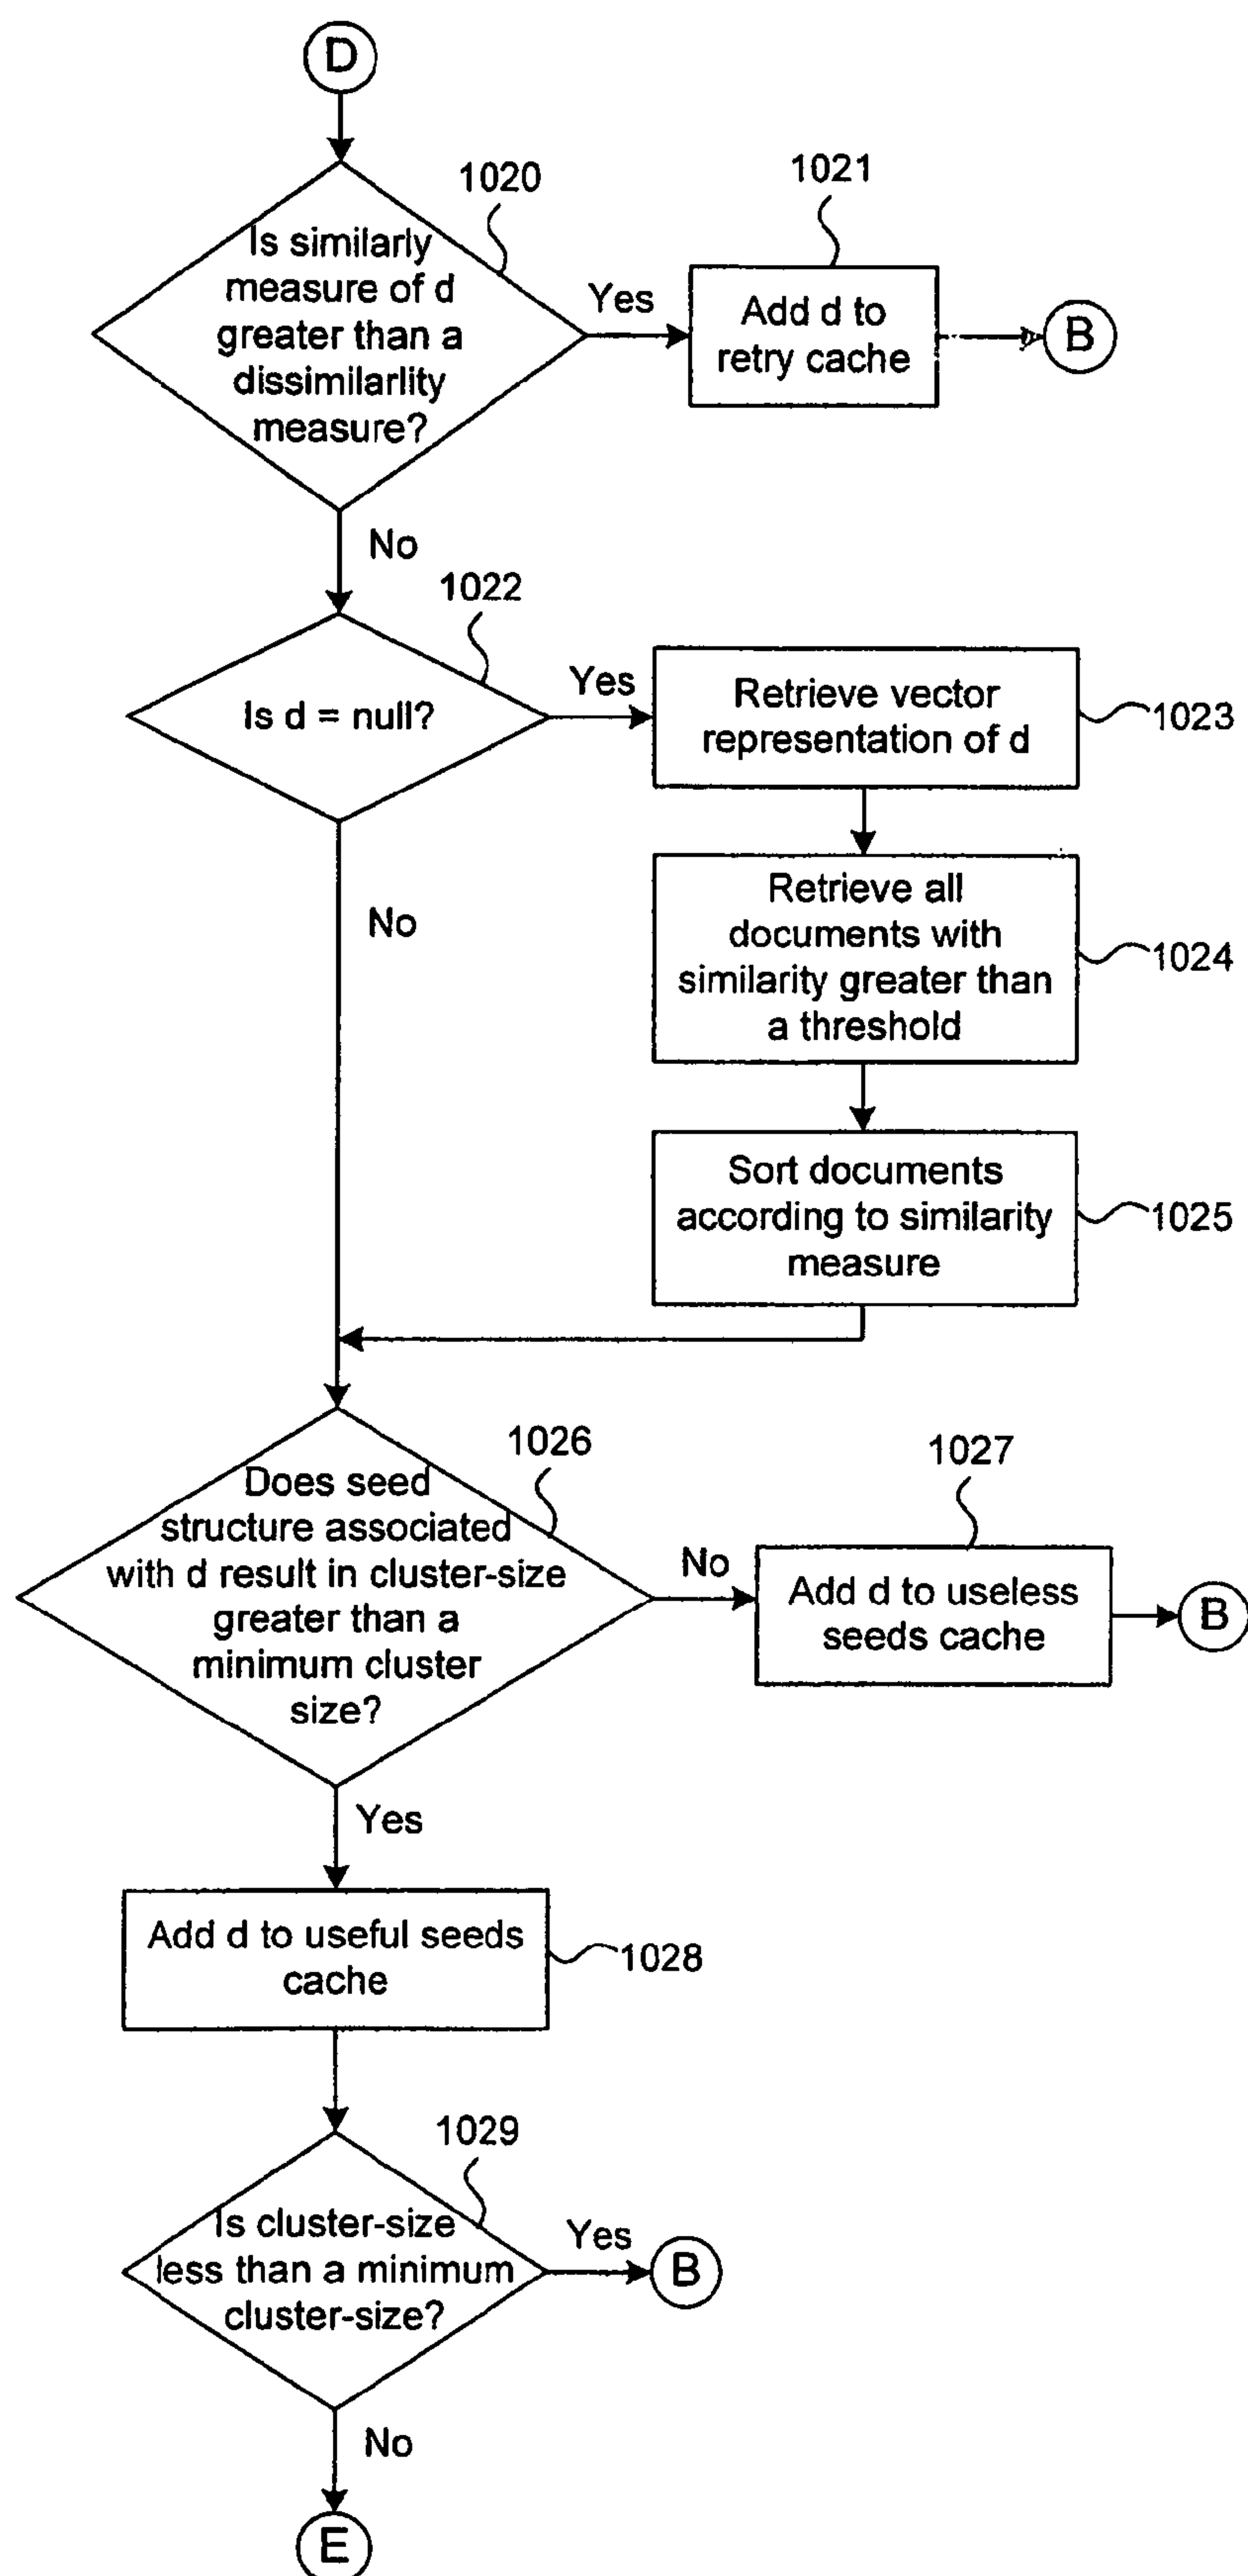 D
1020
Is similarly
measure of d
greater than a
dissimilarlity
measure?
Yes
1021
Add d to
retry cache
B
No
1022
Is d = null?
Yes
Retrieve vector
representation of d
1023
No
Retrieve all
documents with
similarity greater than
a threshold
1024
Sort documents
according to similarity
measure
1025
1026
Does seed
structure associated
with d result in cluster-size
greater than a
minimum cluster
size?
No
1027
Add d to useless
seeds cache
B
Yes
Add d to useful seeds
cache
1028
1029
Is cluster-size
less than a minimum
cluster-size?
Yes
B
No
E